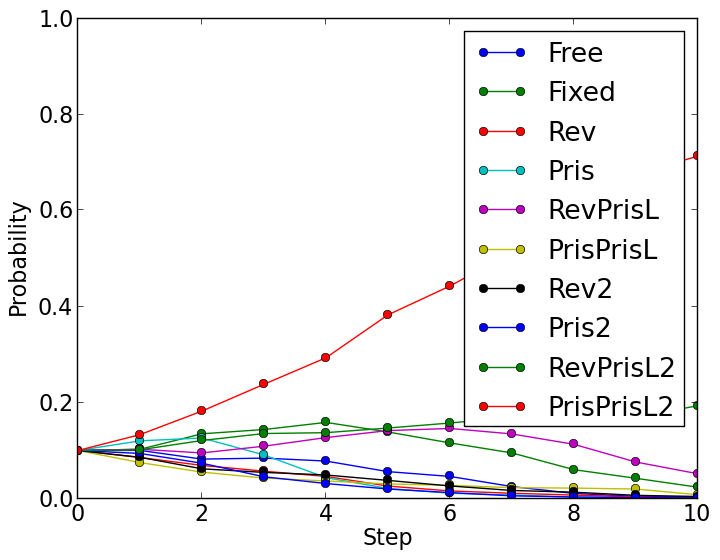 1.0
0.8
0.6
0.4
0.2
0.0
Probability
0 2 4 6 8 10
Step
Free
Fixed
Rev
Pris
RevPrisL
PrisPrisL
Rev2
Pris2
RevPrisL2
PrisPrisL2